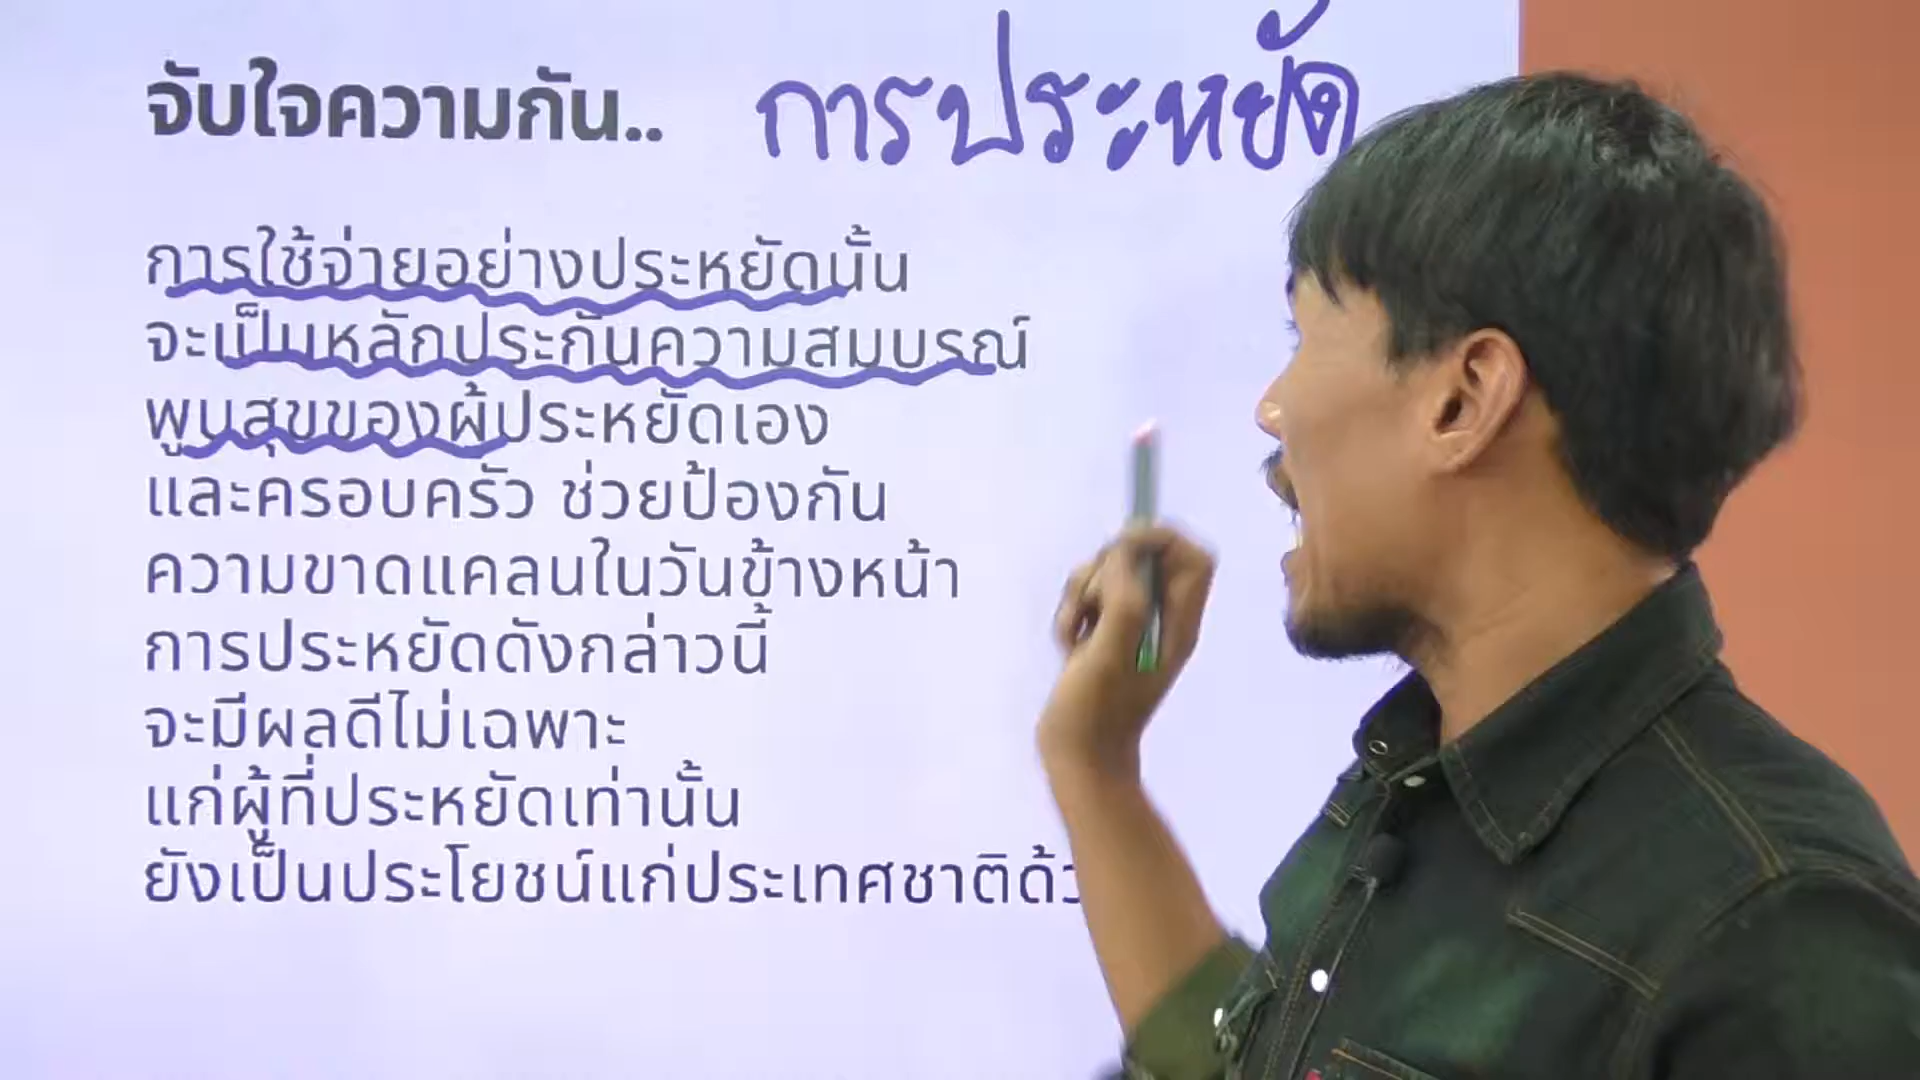 จับใจความกัน..
การประหยัด
การใช้จ่ายอย่างประหยัดนั้น
จะเป็นหลักประกันความสมบูรณ์
พูนสุขของผู้ประหยัดเอง
และครอบครัว ช่วยป้องกัน
ความขาดแคลนในวันข้างหน้า
การประหยัดดังกล่าวนี้
จะมีผลดีไม่เฉพาะ
แก่ผู้ที่ประหยัดเท่านั้น
ยังเป็นประโยชน์แก่ประเทศชาติ